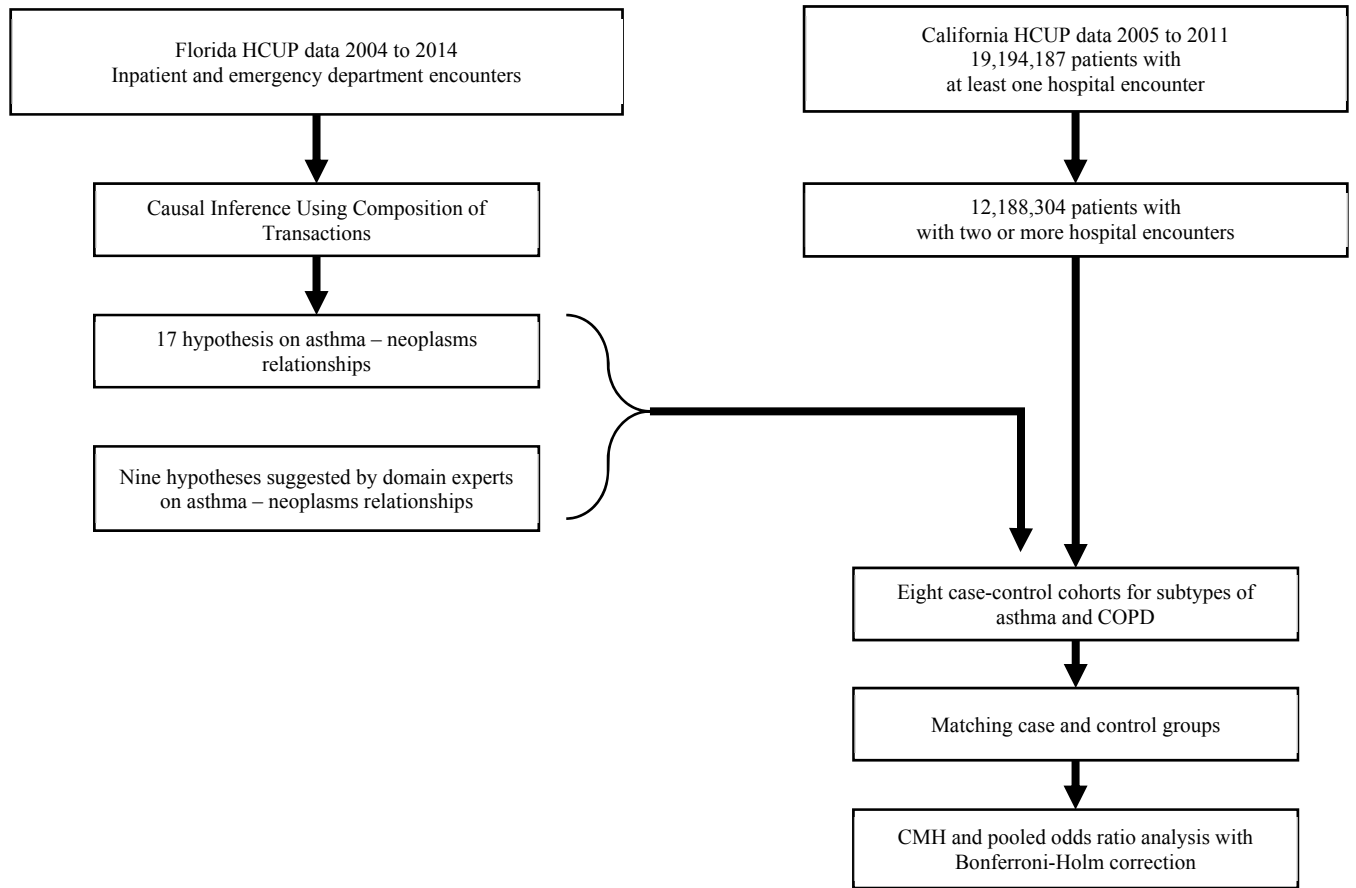 Florida HCUP data 2004 to 2014
Inpatient and emergency department encounters
Causal Inference Using Composition of
Transactions
17 hypothesis on asthma – neoplasms
relationships
Nine hypotheses suggested by domain experts
on asthma – neoplasms relationships
California HCUP data 2005 to 2011
19,194,187 patients with
at least one hospital encounter
12,188,304 patients with
with two or more hospital encounters
Eight case-control cohorts for subtypes of
asthma and COPD
Matching case and control groups
CMH and pooled odds ratio analysis with
Bonferroni-Holm correction